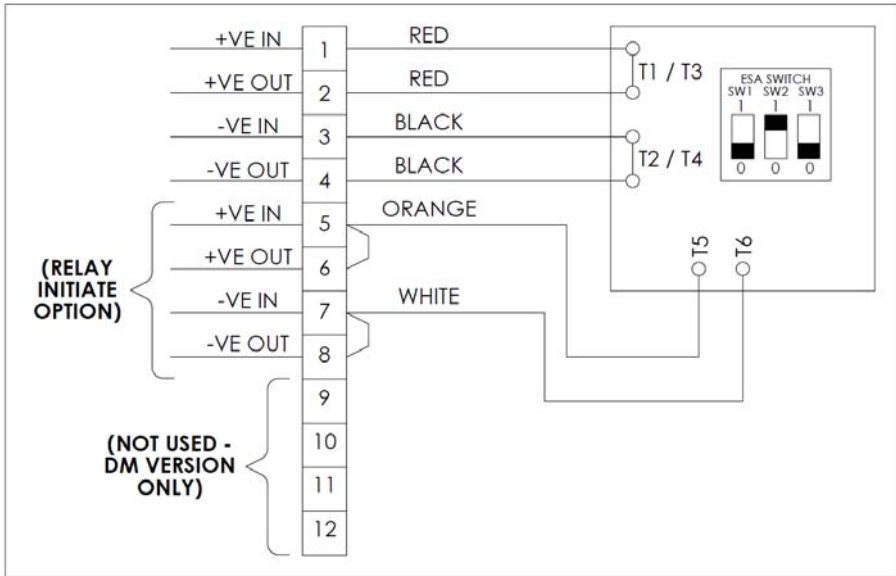 +VE IN 1 RED
+VE OUT 2 RED
T1 / T3
-VE IN 3 BLACK
-VE OUT 4 BLACK
T2 / T4
ESA SWITCH
SW1 SW2 SW3
1 1 1
0 0 0
+VE IN 5 ORANGE
+VE OUT 6
-VE IN 7 WHITE
-VE OUT 8
(RELAY
INITIATE
OPTION)
T5 T6
9
10
11
12
(NOT USED -
DM VERSION
ONLY)